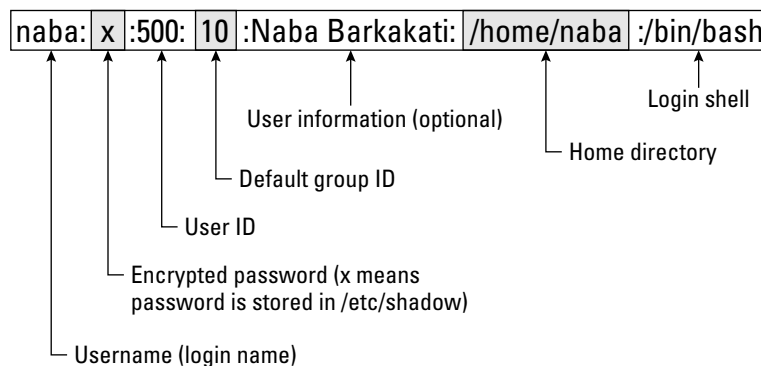 naba: x :500: 10 :Naba Barkakati: /home/naba :/bin/bash
Login shell
User information (optional)
Home directory
Default group ID
User ID
Encrypted password (x means
password is stored in /etc/shadow)
Username (login name)